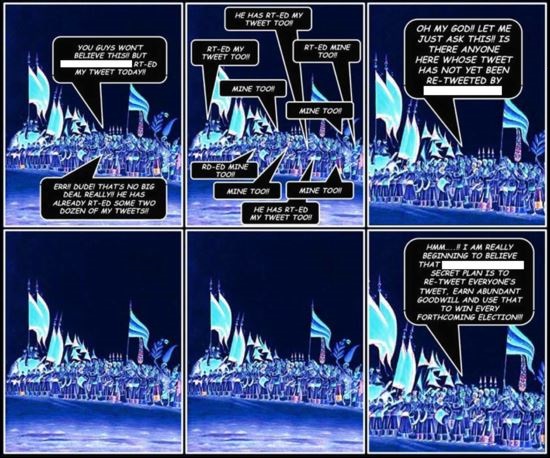 YOU GUYS WON'T
BELIEVE THIS!! BUT
RT-ED
MY TWEET TODAY!!
ERR!! DUDE! THAT'S NO BIG
DEAL REALLY!! HE HAS
ALREADY RT-ED SOME TWO
DOZEN OF MY TWEETS!!
HE HAS RT-ED MY
TWEET TOO!!
RT-ED MY
TWEET TOO!!
RT-ED MINE
TOO!!
MINE TOO!!
MINE TOO!!
RD-ED MINE
TOO!!
MINE TOO!!
MINE TOO!!
HE HAS RT-ED
MY TWEET TOO!!
OH MY GOD!! LET ME
JUST ASK THIS!! IS
THERE ANYONE
HERE WHOSE TWEET
HAS NOT YET BEEN
RE-TWEETED BY
HMM.....!! I AM REALLY
BEGINNING TO BELIEVE
THAT
SECRET PLAN IS TO
RE-TWEET EVERYONE'S
TWEET, EARN ABUNDANT
GOODWILL AND USE THAT
TO WIN EVERY
FORTHCOMING ELECTION!!!